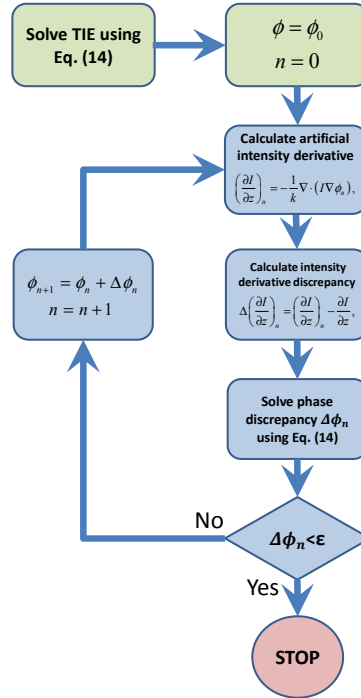 Solve TIE using
Eq. (14)
ϕ = ϕ₀
n = 0
Calculate artificial
intensity derivative
(∂I/∂z)ₙ = −1/k ∇·(I∇ϕₙ),
ϕₙ₊₁ = ϕₙ + Δϕₙ
n = n + 1
Calculate intensity
derivative discrepancy
Δ(∂I/∂z)ₙ = (∂I/∂z)ₙ − ∂I/∂z,
Solve phase
discrepancy Δϕₙ
using Eq. (14)
No
Δϕₙ<ε
Yes
STOP